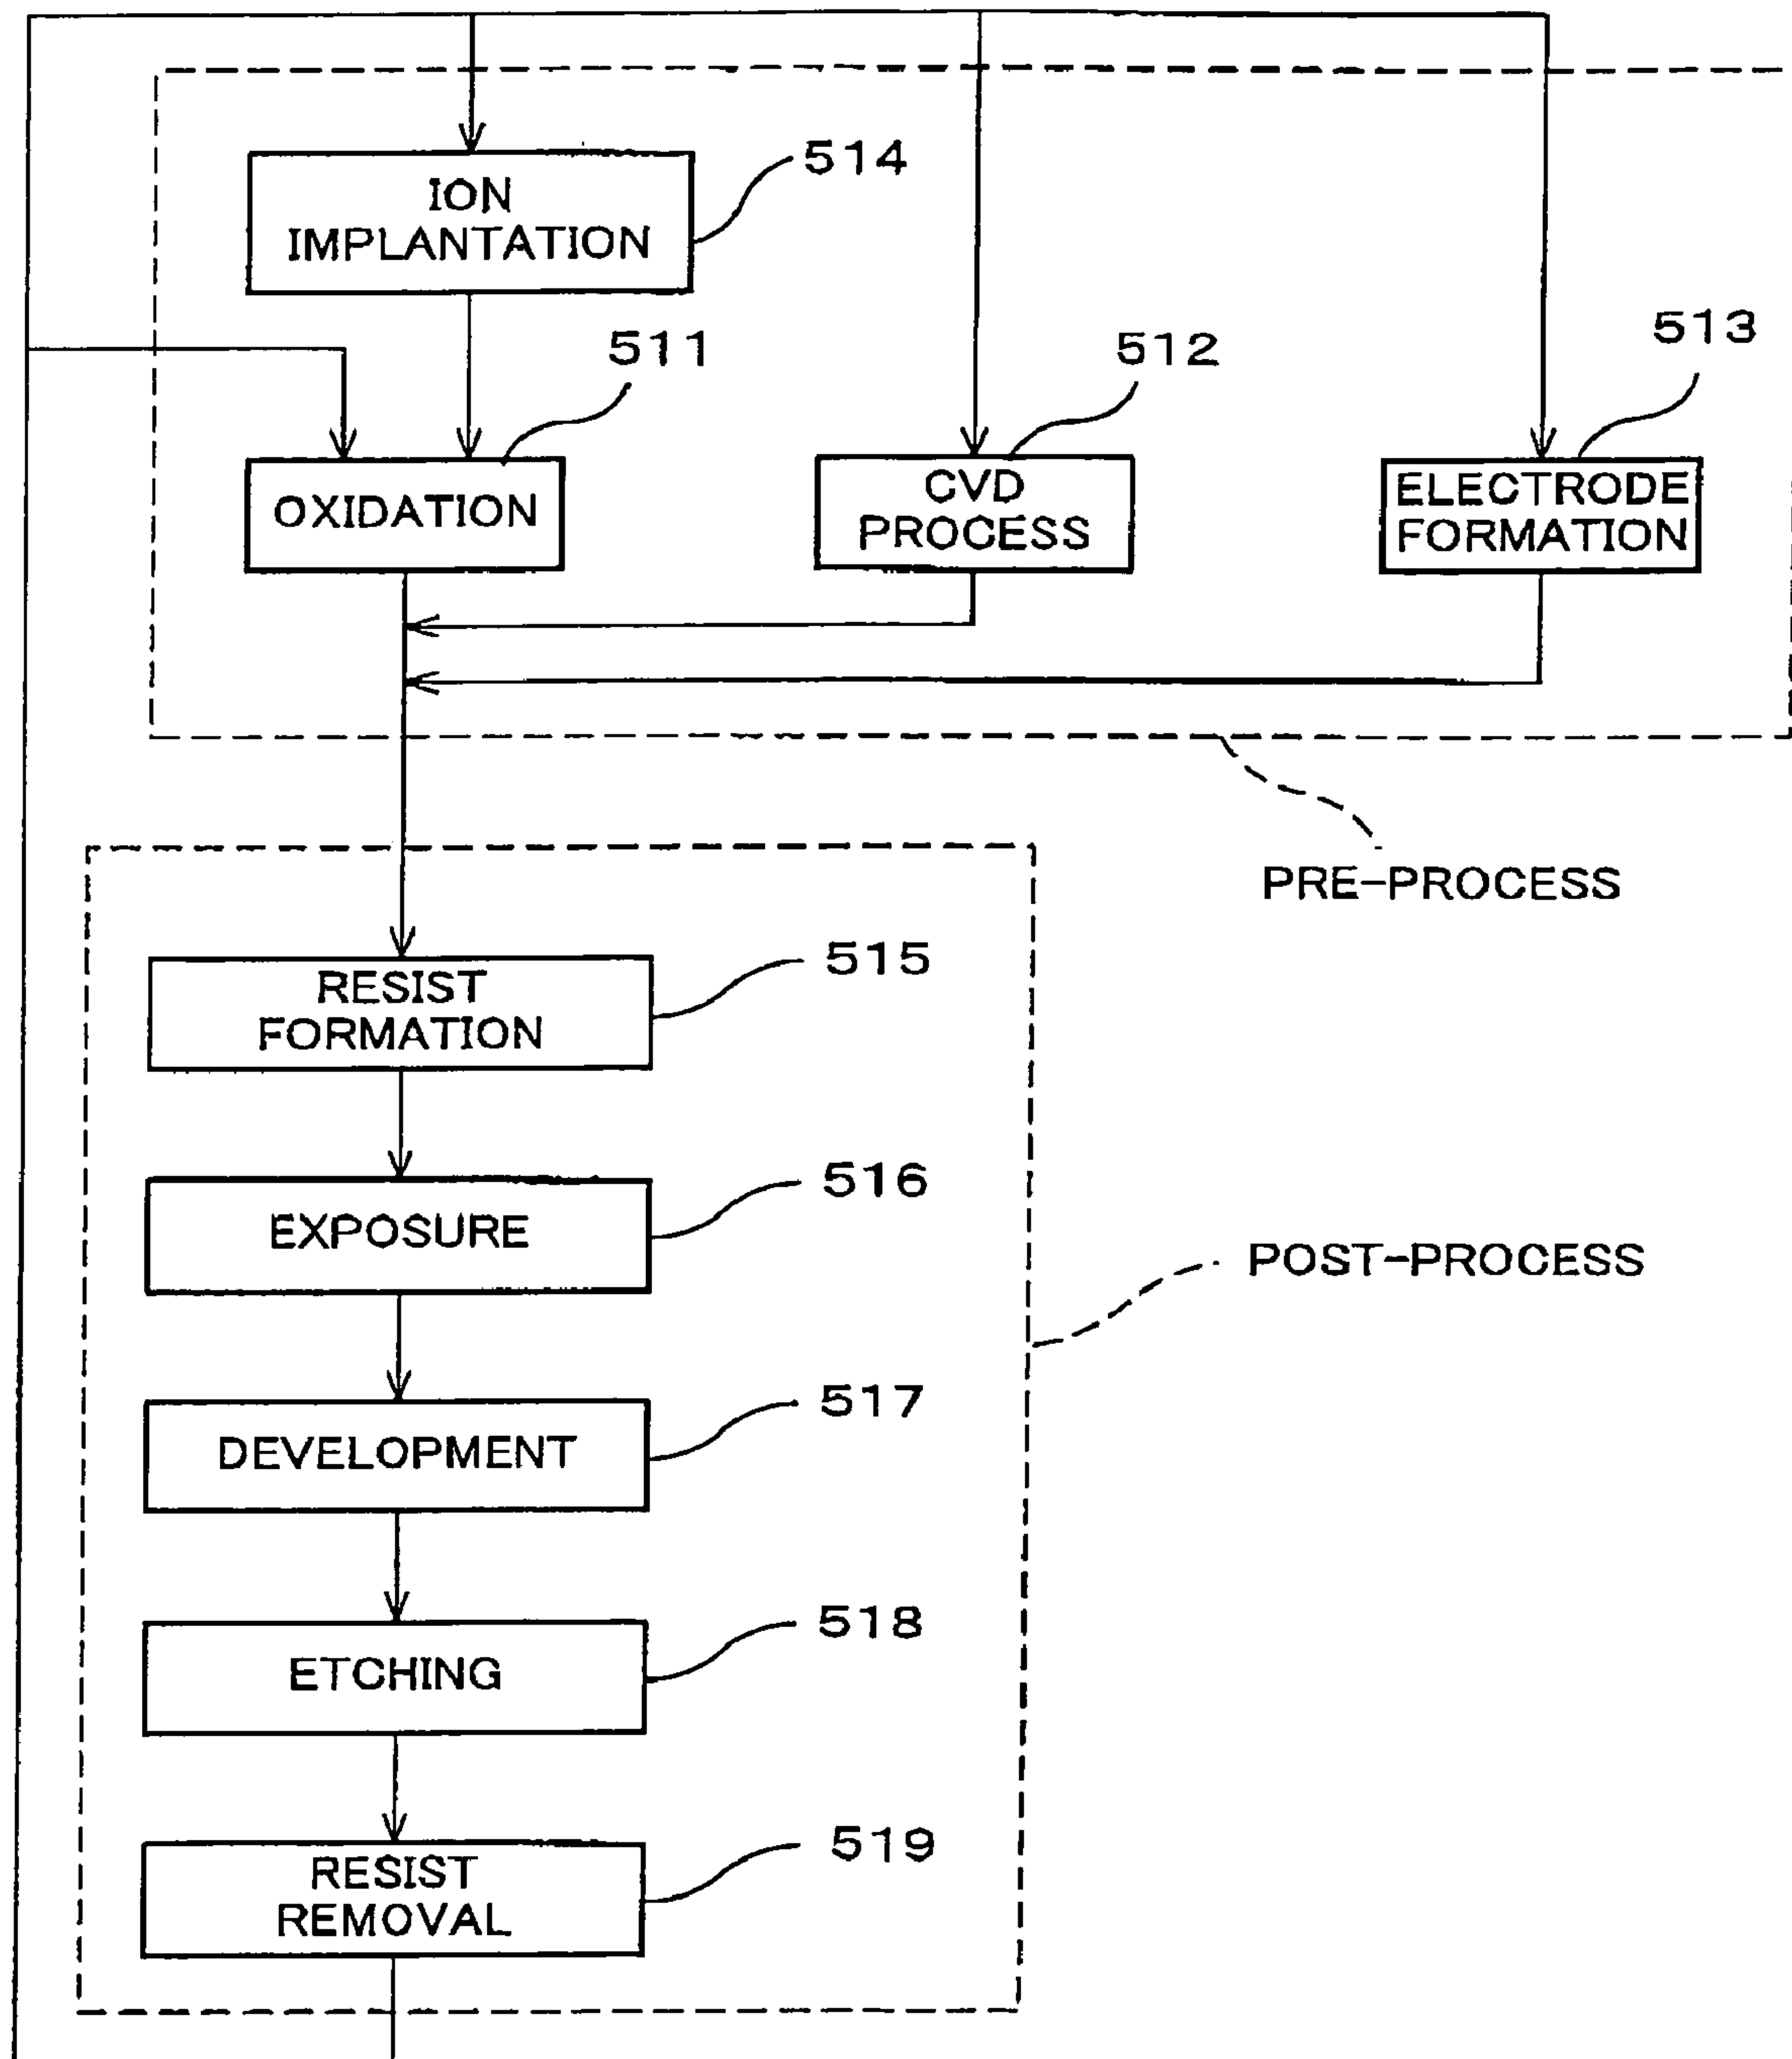 514
ION
IMPLANTATION
511
512
513
OXIDATION
CVD
PROCESS
ELECTRODE
FORMATION
PRE-PROCESS
515
RESIST
FORMATION
516
EXPOSURE
POST-PROCESS
517
DEVELOPMENT
518
ETCHING
519
RESIST
REMOVAL